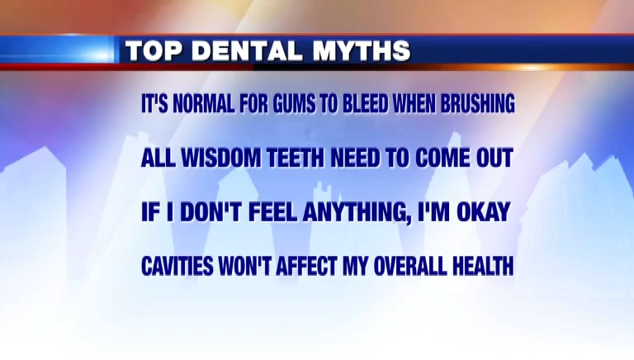 TOP DENTAL MYTHS
IT'S NORMAL FOR GUMS TO BLEED WHEN BRUSHING
ALL WISDOM TEETH NEED TO COME OUT
IF I DON'T FEEL ANYTHING, I'M OKAY
CAVITIES WON'T AFFECT MY OVERALL HEALTH